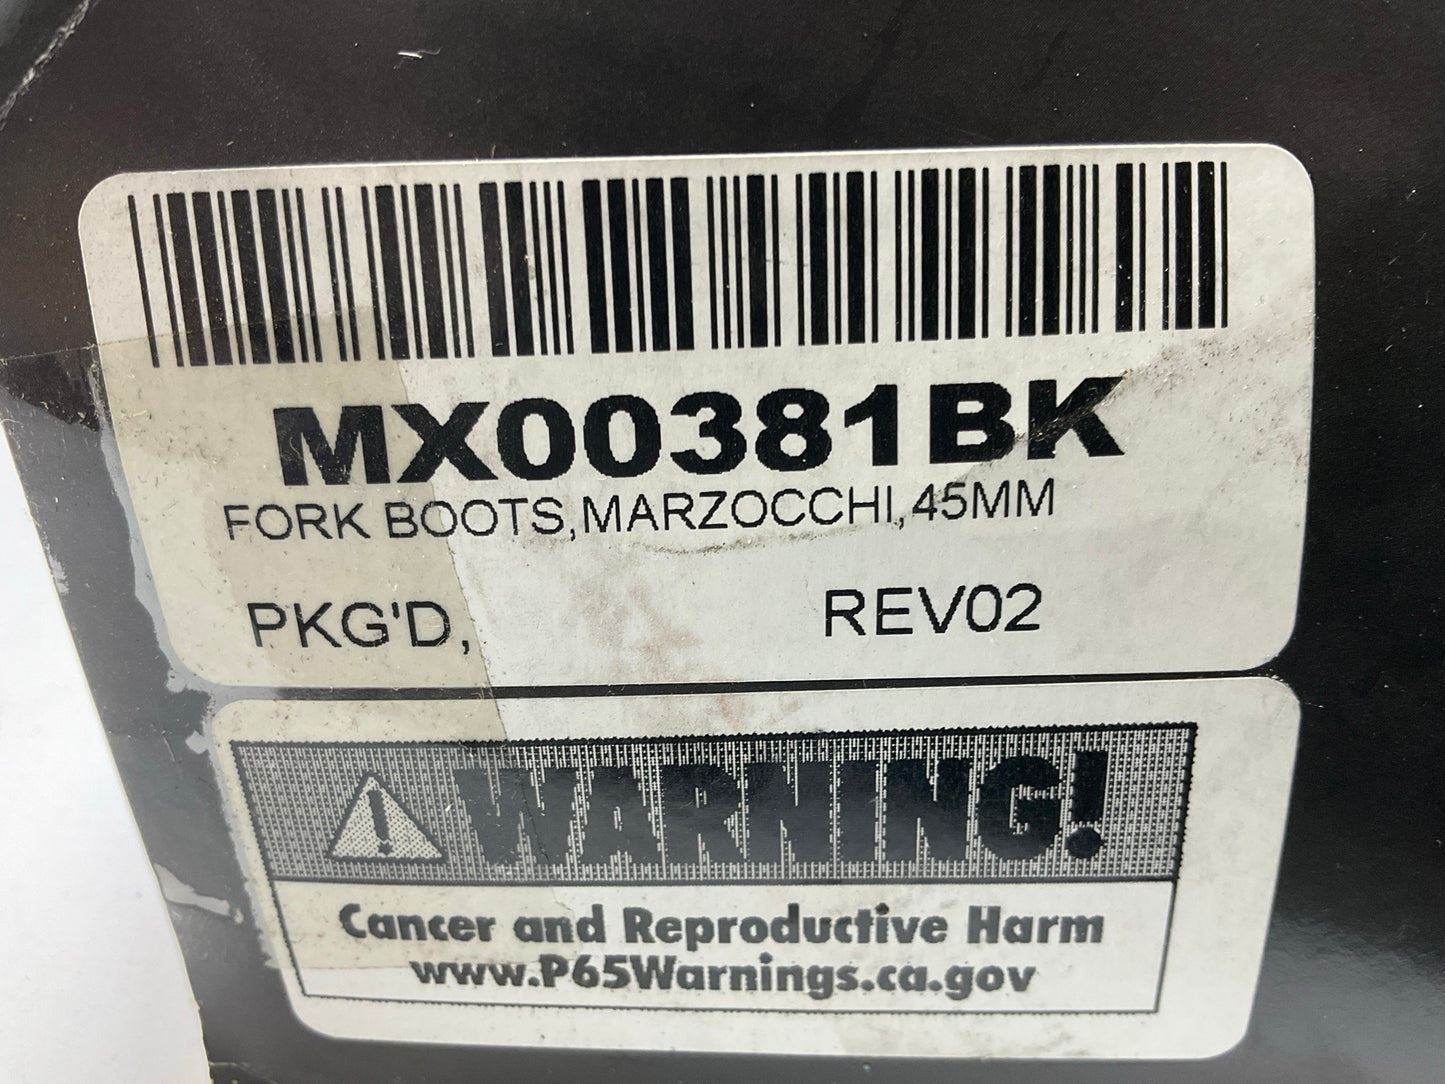 MX00381BK
FORK BOOTS,MARZOCCHI,45MM
PKG'D, REV02
WARNING!
Cancer and Reproductive Harm
www.P65Warnings.ca.gov